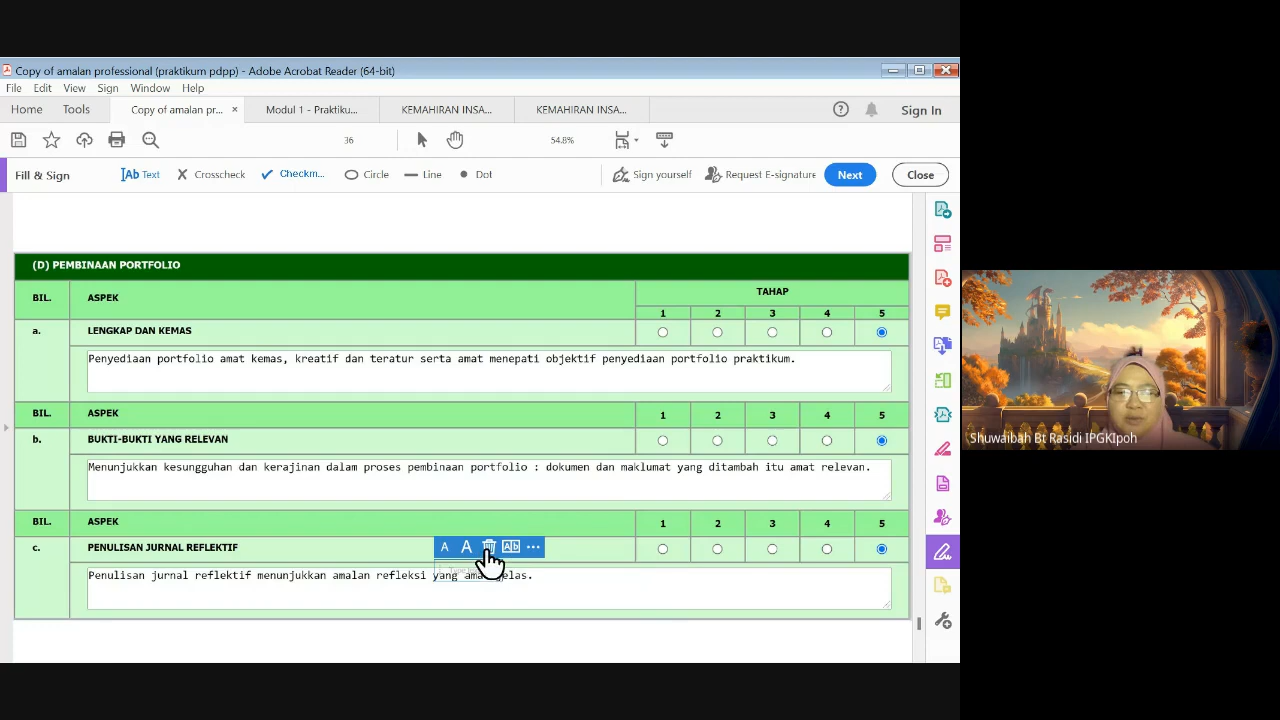 Copy of amalan professional (praktikum pdpp) - Adobe Acrobat Reader (64-bit)
File Edit View Sign Window Help
Home Tools Copy of amalan pr... × Modul 1 - Praktiku... KEMAHIRAN INSA... KEMAHIRAN INSA... Sign In
36 54.8%
Fill & Sign Ab Text Crosscheck Checkm... Circle Line Dot Sign yourself Request E-signature Next Close
(D) PEMBINAAN PORTFOLIO
BIL. ASPEK TAHAP
1 2 3 4 5
a. LENGKAP DAN KEMAS
Penyediaan portfolio amat kemas, kreatif dan teratur serta amat menepati objektif penyediaan portfolio praktikum.
BIL. ASPEK 1 2 3 4 5
b. BUKTI-BUKTI YANG RELEVAN
Menunjukkan kesungguhan dan kerajinan dalam proses pembinaan portfolio : dokumen dan maklumat yang ditambah itu amat relevan.
BIL. ASPEK 1 2 3 4 5
A A Ab ...
c. PENULISAN JURNAL REFLEKTIF
Penulisan jurnal reflektif menunjukkan amalan refleksi yang jelas.
Shuwaibah Bt Rasidi IPGKIpoh